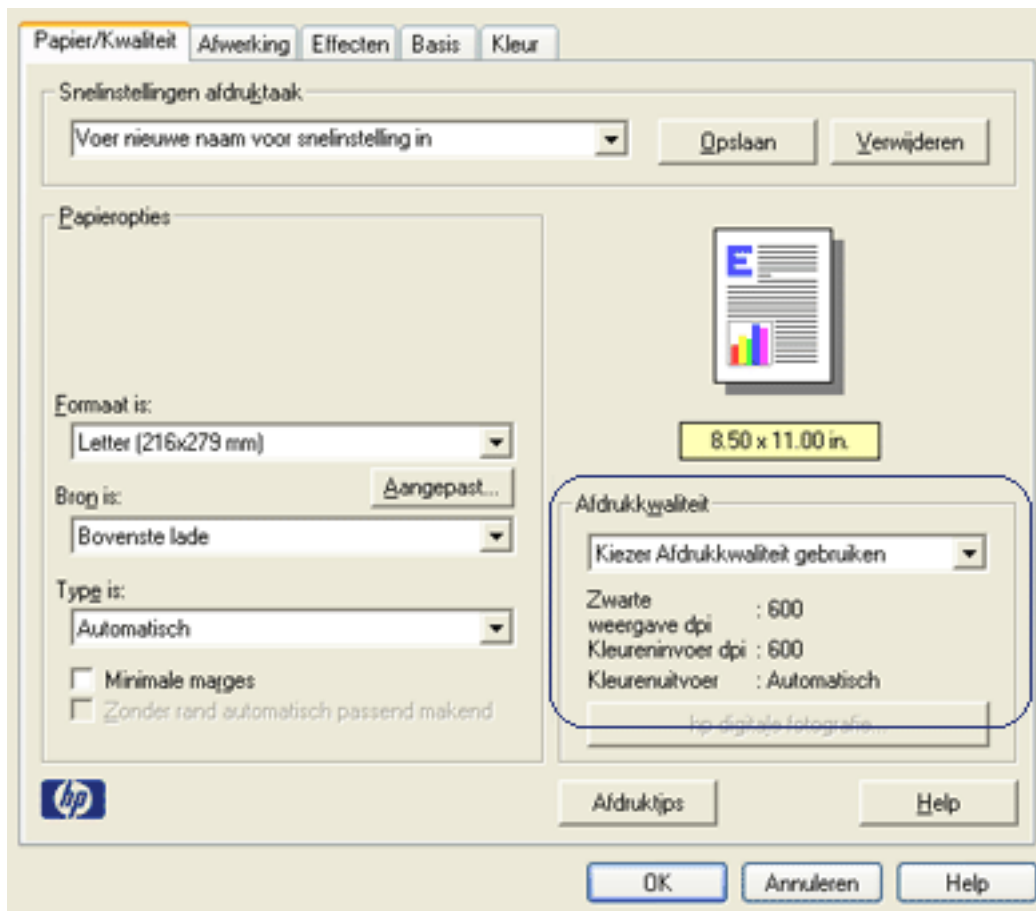 Papier/Kwaliteit Afwerking Effecten Basis Kleur
Snelinstellingen afdruktaak
Voer nieuwe naam voor snelinstelling in Opslaan Verwijderen
Papieropties
E
Formaat is:
Letter (216x279 mm)
8.50 x 11.00 in.
Aangepast...
Bron is:
Bovenste lade
Type is:
Automatisch
Minimale marges
Zonder rand automatisch passend makend
Afdrukkwaliteit
Kiezer Afdrukkwaliteit gebruiken
Zwarte
weergave dpi : 600
Kleureninvoer dpi : 600
Kleurenuitvoer : Automatisch
hp digitale fotografie...
hp
Afdruktips Help
OK Annuleren Help